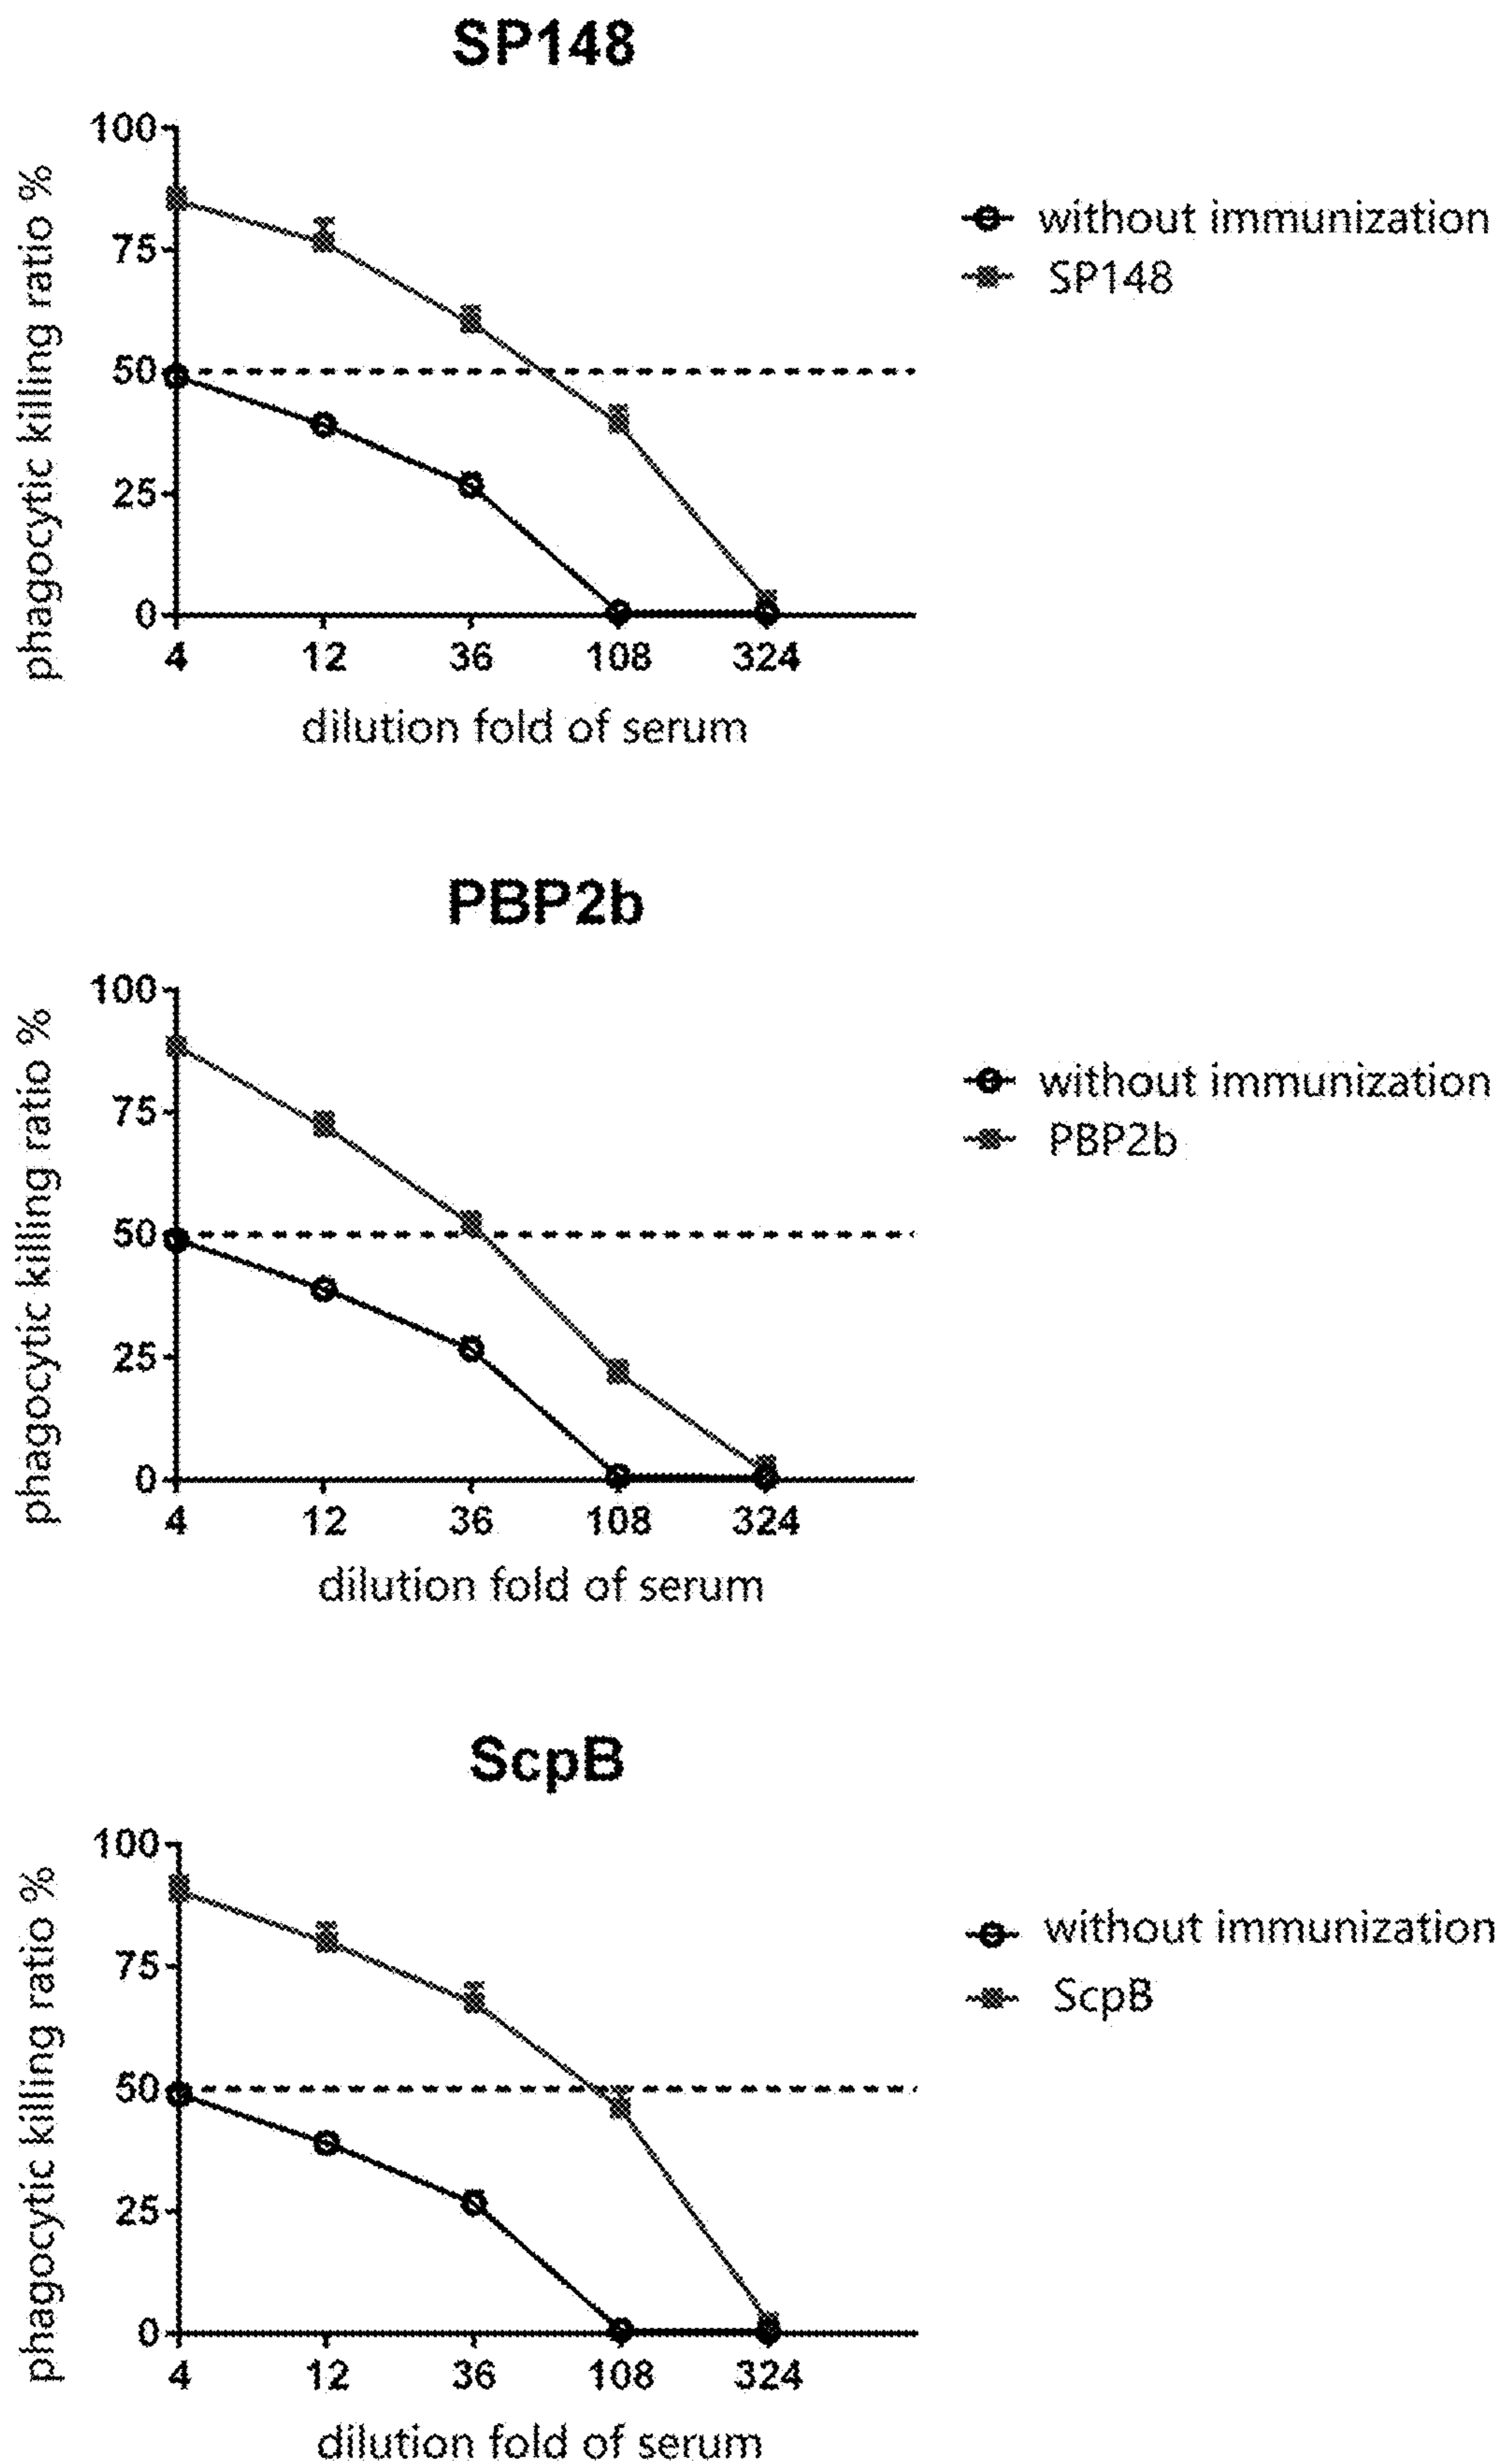 SP148
100
75
50
25
0
phagocytic killing ratio %
4 12 36 108 324
dilution fold of serum
without immunization
SP148
PBP2b
100
75
50
25
0
phagocytic killing ratio %
4 12 36 108 324
dilution fold of serum
without immunization
PBP2b
ScpB
100
75
50
25
0
phagocytic killing ratio %
4 12 36 108 324
dilution fold of serum
without immunization
ScpB